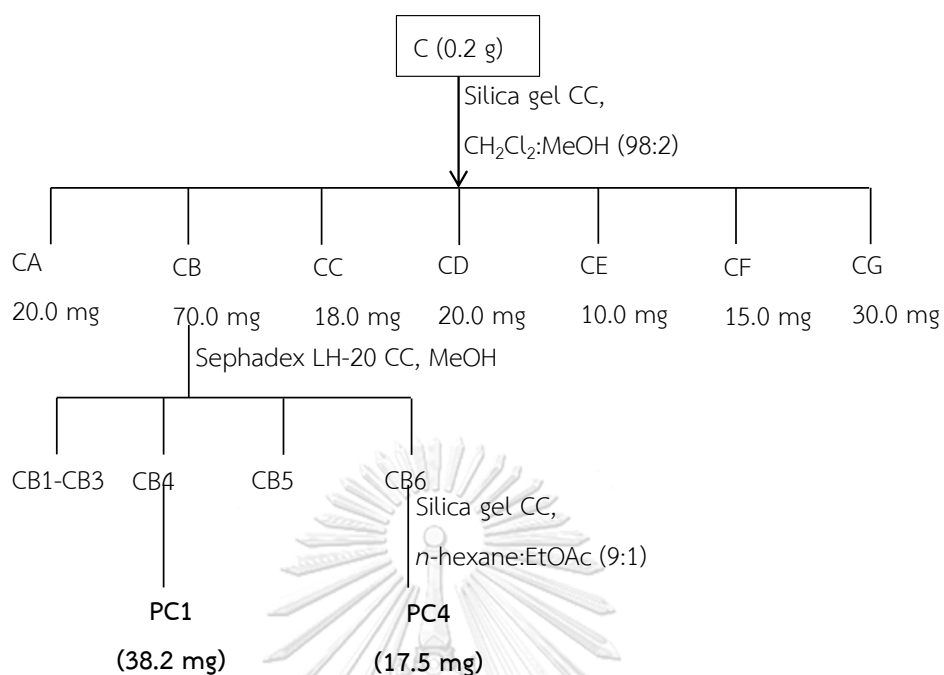 C (0.2 g)
Silica gel CC,
CH₂Cl₂:MeOH (98:2)
CA CB CC CD CE CF CG
20.0 mg 70.0 mg 18.0 mg 20.0 mg 10.0 mg 15.0 mg 30.0 mg
Sephadex LH-20 CC, MeOH
CB1-CB3 CB4 CB5 CB6
Silica gel CC,
n-hexane:EtOAc (9:1)
PC1 PC4
(38.2 mg) (17.5 mg)